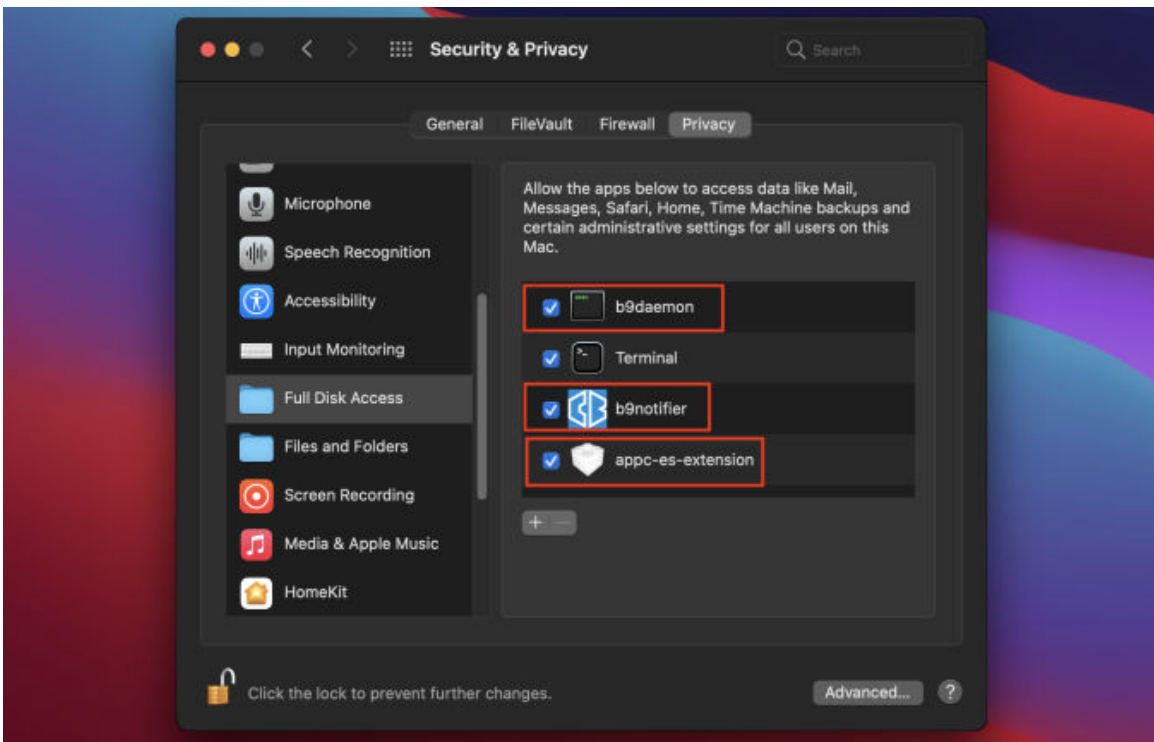 Security & Privacy
Search
General FileVault Firewall Privacy
Microphone
Speech Recognition
Accessibility
Input Monitoring
Full Disk Access
Files and Folders
Screen Recording
Media & Apple Music
HomeKit
Allow the apps below to access data like Mail,
Messages, Safari, Home, Time Machine backups and
certain administrative settings for all users on this
Mac.
b9daemon
Terminal
b9notifier
appc-es-extension
Click the lock to prevent further changes.
Advanced...
?